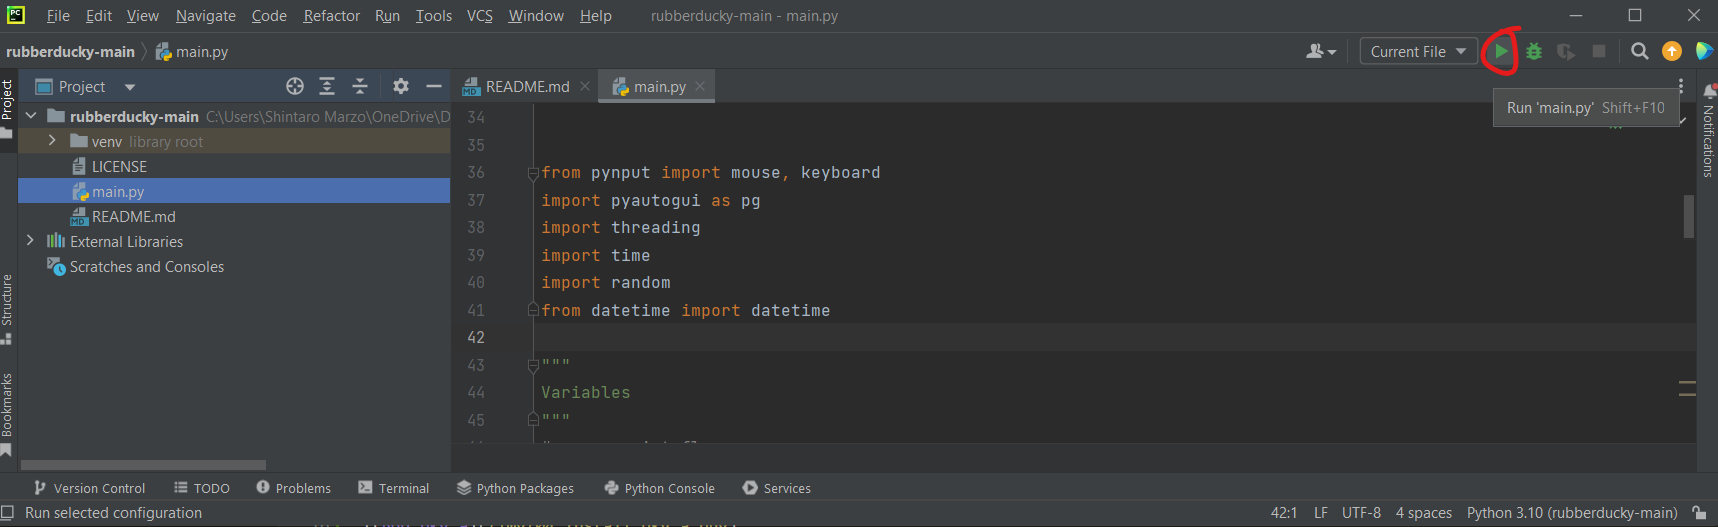 PC File Edit View Navigate Code Refactor Run Tools VCS Window Help rubberducky-main - main.py
rubberducky-main main.py Current File
Project
Project
README.md
main.py
Run 'main.py' Shift+F10
Notifications
rubberducky-main C:\Users\Shintaro Marzo\OneDrive\D
venv library root
LICENSE
main.py
README.md
External Libraries
Scratches and Consoles
Structure
Bookmarks
34
35
36 from pynput import mouse, keyboard
37 import pyautogui as pg
38 import threading
39 import time
40 import random
41 from datetime import datetime
42
43 """
44 Variables
45 """
Version Control TODO Problems Terminal Python Packages Python Console Services
Run selected configuration 42:1 LF UTF-8 4 spaces Python 3.10 (rubberducky-main)